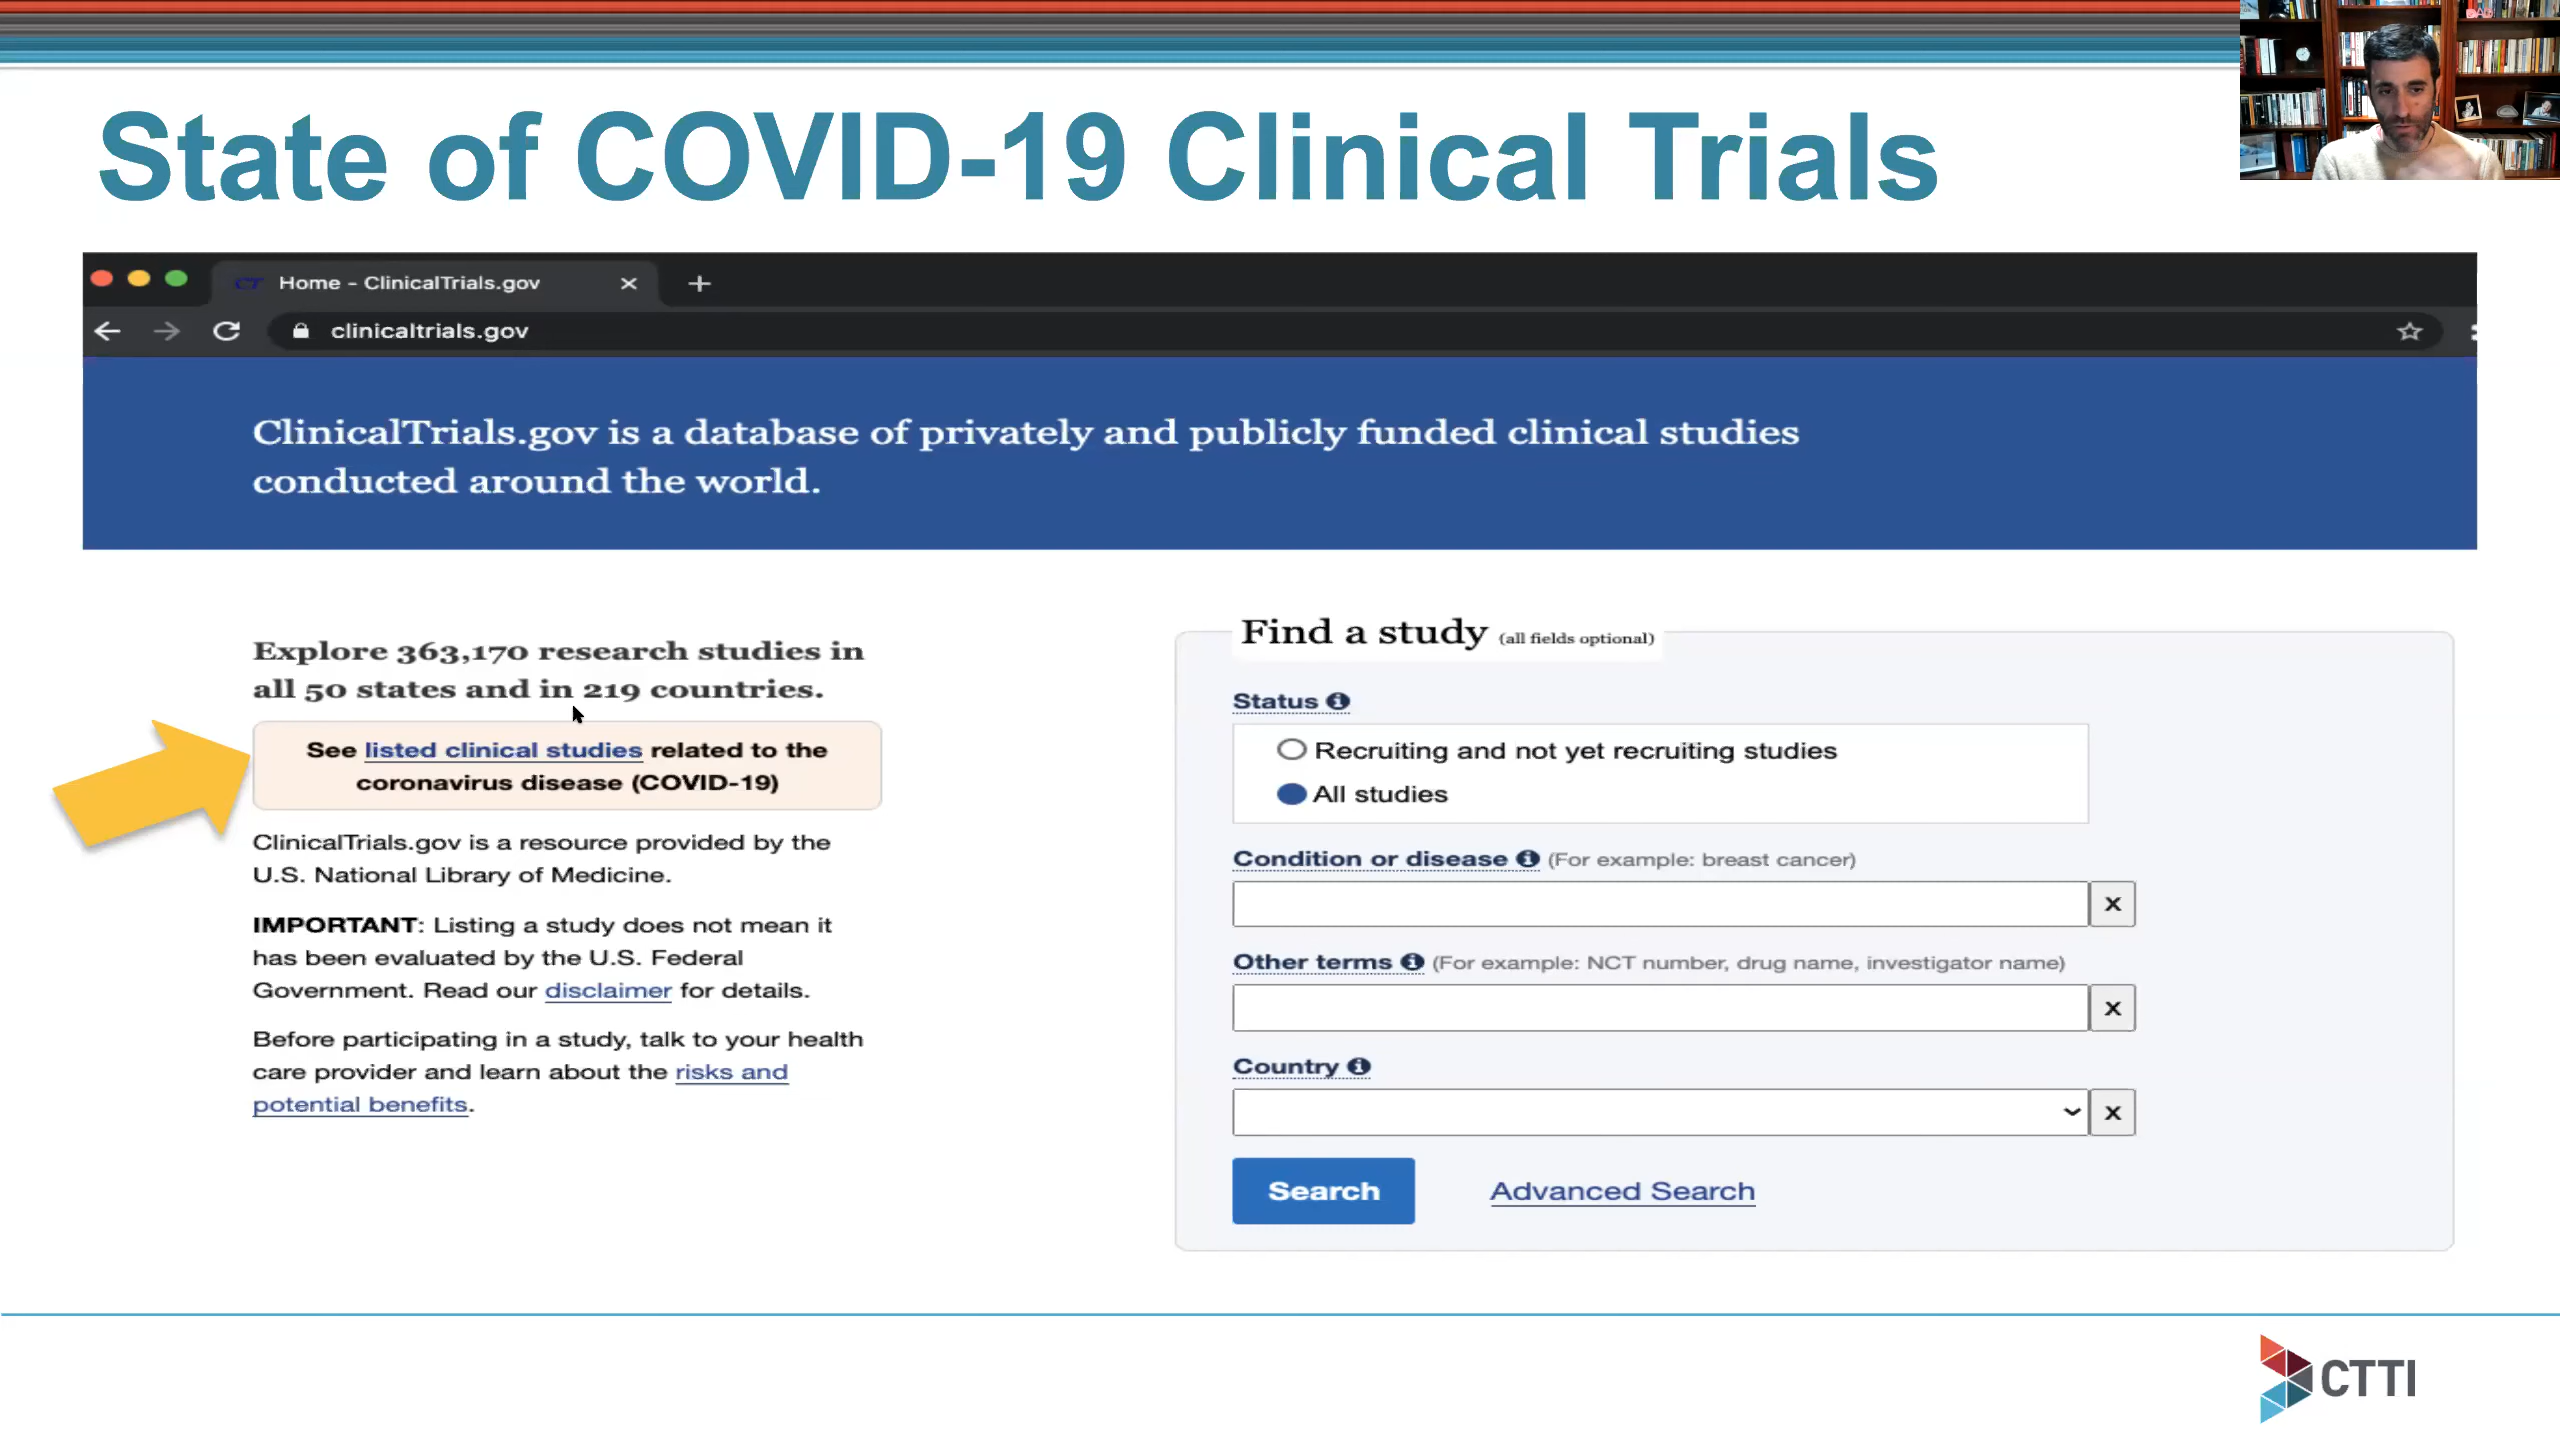 State of COVID-19 Clinical Trials
Home - ClinicalTrials.gov
clinicaltrials.gov
ClinicalTrials.gov is a database of privately and publicly funded clinical studies
conducted around the world.
Explore 363,170 research studies in
all 50 states and in 219 countries.
See listed clinical studies related to the
coronavirus disease (COVID-19)
ClinicalTrials.gov is a resource provided by the
U.S. National Library of Medicine.
IMPORTANT: Listing a study does not mean it
has been evaluated by the U.S. Federal
Government. Read our disclaimer for details.
Before participating in a study, talk to your health
care provider and learn about the risks and
potential benefits.
Find a study (all fields optional)
Status
Recruiting and not yet recruiting studies
All studies
Condition or disease (For example: breast cancer)
Other terms (For example: NCT number, drug name, investigator name)
Country
Search Advanced Search
CTTI